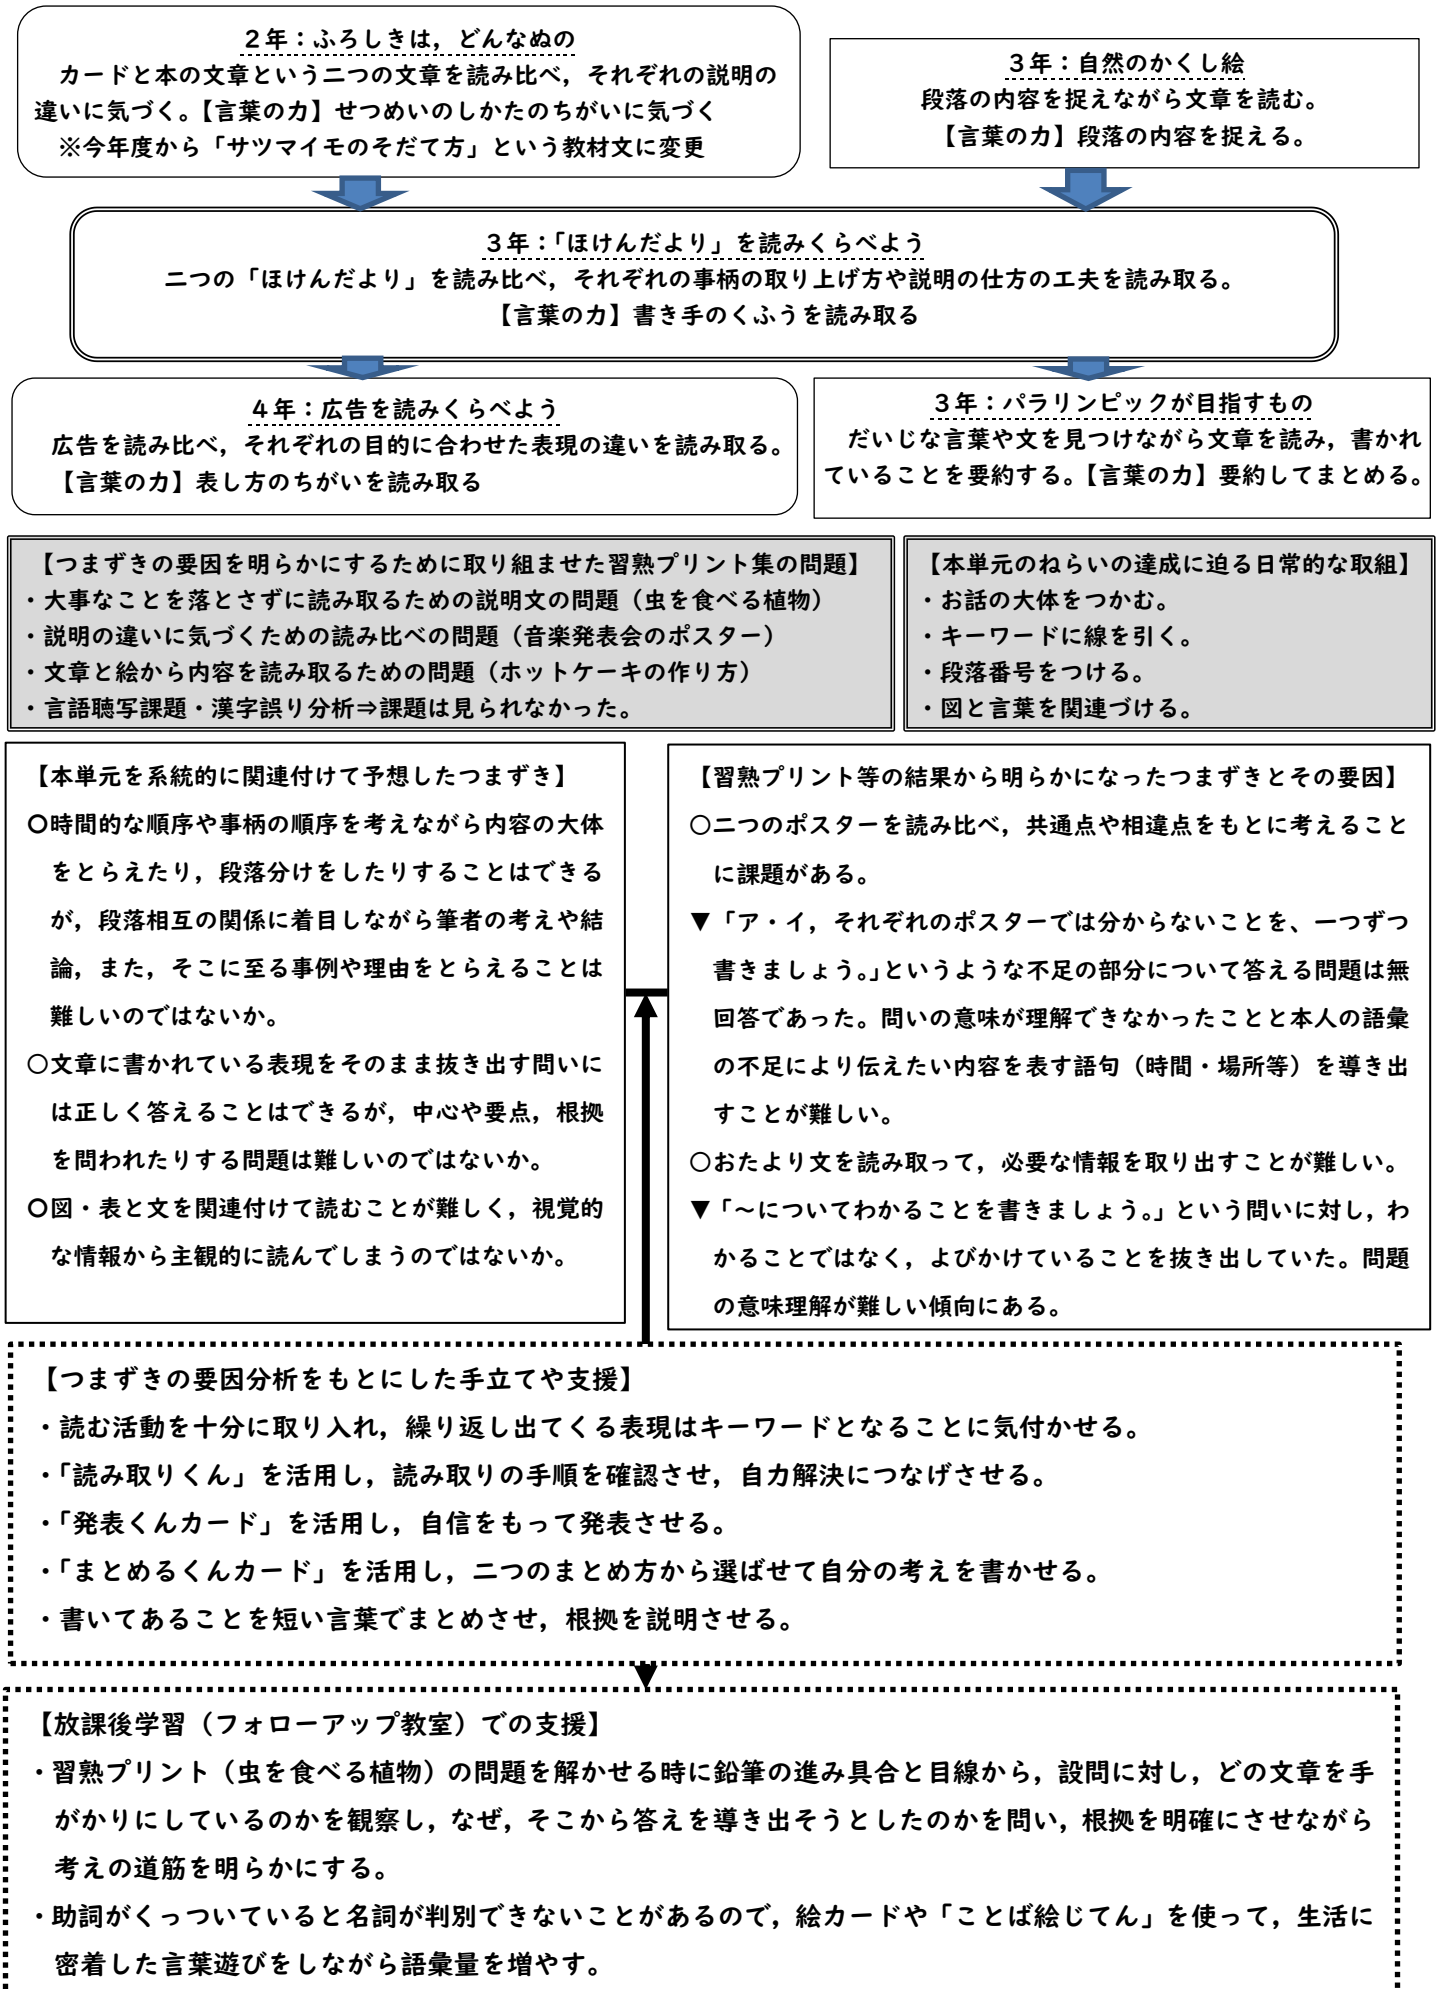 ２年：ふろしきは，どんなぬの
カードと本の文章という二つの文章を読み比べ，それぞれの説明の
違いに気づく。【言葉の力】せつめいのしかたのちがいに気づく
※今年度から「サツマイモのそだて方」という教材文に変更
３年：自然のかくし絵
段落の内容を捉えながら文章を読む。
【言葉の力】段落の内容を捉える。
３年：「ほけんだより」を読みくらべよう
二つの「ほけんだより」を読み比べ，それぞれの事柄の取り上げ方や説明の仕方の工夫を読み取る。
【言葉の力】書き手のくふうを読み取る
４年：広告を読みくらべよう
広告を読み比べ，それぞれの目的に合わせた表現の違いを読み取る。
【言葉の力】表し方のちがいを読み取る
３年：パラリンピックが目指すもの
だいじな言葉や文を見つけながら文章を読み，書かれ
ていることを要約する。【言葉の力】要約してまとめる。
【つまずきの要因を明らかにするために取り組ませた習熟プリント集の問題】
・大事なことを落とさずに読み取るための説明文の問題（虫を食べる植物）
・説明の違いに気づくための読み比べの問題（音楽発表会のポスター）
・文章と絵から内容を読み取るための問題（ホットケーキの作り方）
・言語聴写課題・漢字誤り分析⇒課題は見られなかった。
【本単元のねらいの達成に迫る日常的な取組】
・お話の大体をつかむ。
・キーワードに線を引く。
・段落番号をつける。
・図と言葉を関連づける。
【本単元を系統的に関連付けて予想したつまずき】
〇時間的な順序や事柄の順序を考えながら内容の大体
をとらえたり，段落分けをしたりすることはできる
が，段落相互の関係に着目しながら筆者の考えや結
論，また，そこに至る事例や理由をとらえることは
難しいのではないか。
○文章に書かれている表現をそのまま抜き出す問いに
は正しく答えることはできるが，中心や要点，根拠
を問われたりする問題は難しいのではないか。
〇図・表と文を関連付けて読むことが難しく，視覚的
な情報から主観的に読んでしまうのではないか。
【習熟プリント等の結果から明らかになったつまずきとその要因】
○二つのポスターを読み比べ，共通点や相違点をもとに考えること
に課題がある。
▼「ア・イ，それぞれのポスターでは分からないことを、一つずつ
書きましょう。」というような不足の部分について答える問題は無
回答であった。問いの意味が理解できなかったことと本人の語彙
の不足により伝えたい内容を表す語句（時間・場所等）を導き出
すことが難しい。
○おたより文を読み取って，必要な情報を取り出すことが難しい。
▼「～についてわかることを書きましょう。」という問いに対し，わ
かることではなく，よびかけていることを抜き出していた。問題
の意味理解が難しい傾向にある。
【つまずきの要因分析をもとにした手立てや支援】
・読む活動を十分に取り入れ，繰り返し出てくる表現はキーワードとなることに気付かせる。
・「読み取りくん」を活用し，読み取りの手順を確認させ，自力解決につなげさせる。
・「発表くんカード」を活用し，自信をもって発表させる。
・「まとめるくんカード」を活用し，二つのまとめ方から選ばせて自分の考えを書かせる。
・書いてあることを短い言葉でまとめさせ，根拠を説明させる。
【放課後学習（フォローアップ教室）での支援】
・習熟プリント（虫を食べる植物）の問題を解かせる時に鉛筆の進み具合と目線から，設問に対し，どの文章を手
がかりにしているのかを観察し，なぜ，そこから答えを導き出そうとしたのかを問い，根拠を明確にさせながら
考えの道筋を明らかにする。
・助詞がくっついていると名詞が判別できないことがあるので，絵カードや「ことば絵じてん」を使って，生活に
密着した言葉遊びをしながら語彙量を増やす。